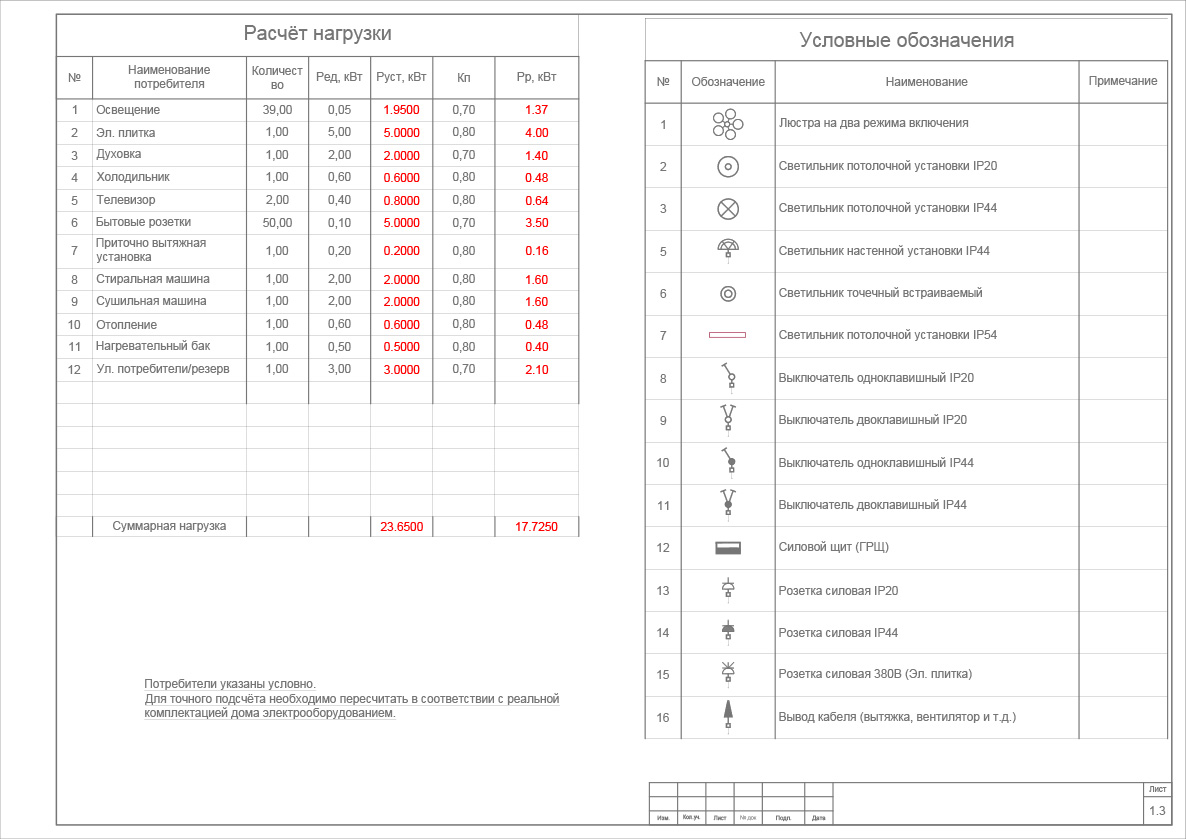 Расчёт нагрузки
№ Наименование потребителя Количест во Ред, кВт Руст, кВт Кп Рр, кВт
1 Освещение 39,00 0,05 1.9500 0,70 1.37
2 Эл. плитка 1,00 5,00 5.0000 0,80 4.00
3 Духовка 1,00 2,00 2.0000 0,70 1.40
4 Холодильник 1,00 0,60 0.6000 0,80 0.48
5 Телевизор 2,00 0,40 0.8000 0,80 0.64
6 Бытовые розетки 50,00 0,10 5.0000 0,70 3.50
7 Приточно вытяжная установка 1,00 0,20 0.2000 0,80 0.16
8 Стиральная машина 1,00 2,00 2.0000 0,80 1.60
9 Сушильная машина 1,00 2,00 2.0000 0,80 1.60
10 Отопление 1,00 0,60 0.6000 0,80 0.48
11 Нагревательный бак 1,00 0,50 0.5000 0,80 0.40
12 Ул. потребители/резерв 1,00 3,00 3.0000 0,70 2.10
Суммарная нагрузка 23.6500 17.7250
Потребители указаны условно.
Для точного подсчёта необходимо пересчитать в соответствии с реальной
комплектацией дома электрооборудованием.
Условные обозначения
№ Обозначение Наименование Примечание
1 Люстра на два режима включения
2 Светильник потолочной установки IP20
3 Светильник потолочной установки IP44
5 Светильник настенной установки IP44
6 Светильник точечный встраиваемый
7 Светильник потолочной установки IP54
8 Выключатель одноклавишный IP20
9 Выключатель двоклавишный IP20
10 Выключатель одноклавишный IP44
11 Выключатель двоклавишный IP44
12 Силовой щит (ГРЩ)
13 Розетка силовая IP20
14 Розетка силовая IP44
15 Розетка силовая 380В (Эл. плитка)
16 Вывод кабеля (вытяжка, вентилятор и т.д.)
Изм. Кол.уч. Лист № док Подп. Дата
Лист
1.3